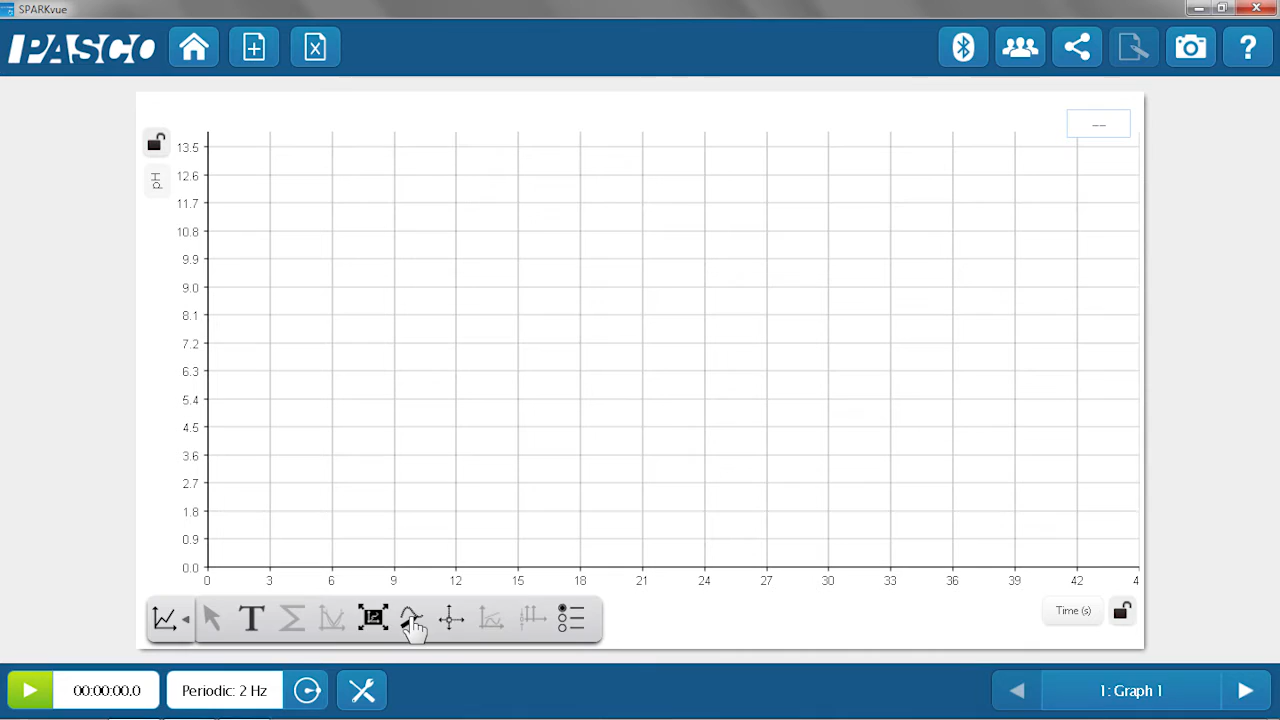 SPARKvue
PASCO
?
--
pH
13.5
12.6
11.7
10.8
9.9
9.0
8.1
7.2
6.3
5.4
4.5
3.6
2.7
1.8
0.9
0.0
0 3 6 9 12 15 18 21 24 27 30 33 36 39 42 4
T Σ
Time (s)
00:00:00.0 Periodic: 2 Hz 1: Graph 1